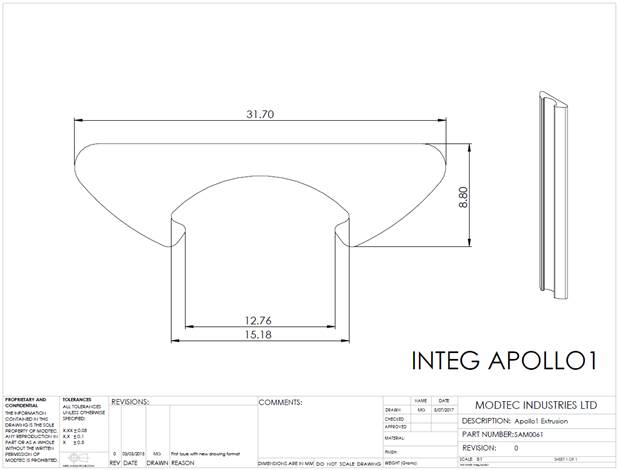 31.70
8.80
12.76
15.18
INTEG APOLLO1
PROPRIETARY AND CONFIDENTIAL
THE INFORMATION CONTAINED IN THIS DRAWING IS THE SOLE PROPERTY OF MODTEC. ANY REPRODUCTION IN PART OR AS A WHOLE WITHOUT THE WRITTEN PERMISSION OF MODTEC IS PROHIBITED.
TOLERANCES
ALL TOLERANCES UNLESS OTHERWISE SPECIFIED:
X.XX ±0.05
X.X ±0.1
X ±0.5
REVISIONS:
0 03/03/2015 MG First Issue with new drawing format
REV DATE DRAWN REASON
COMMENTS:
DIMENSIONS ARE IN MM, DO NOT SCALE DRAWING
NAME DATE
DRAWN MG 5/07/2017
CHECKED
APPROVED
MATERIAL
FINISH
WEIGHT (Grams)
MODTEC INDUSTRIES LTD
DESCRIPTION: Apollo1 Extrusion
PART NUMBER: SAM0061
REVISION: 0
SCALE 5:1 SHEET 1 OF 1